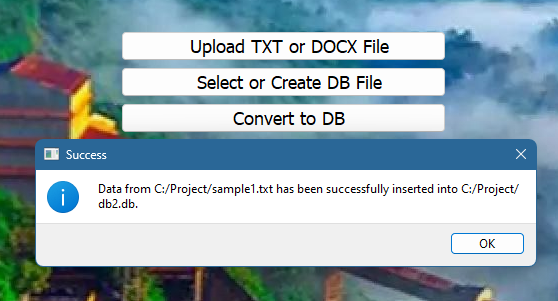 Upload TXT or DOCX File
Select or Create DB File
Convert to DB
Success
Data from C:/Project/sample1.txt has been successfully inserted into C:/Project/
db2.db.
OK